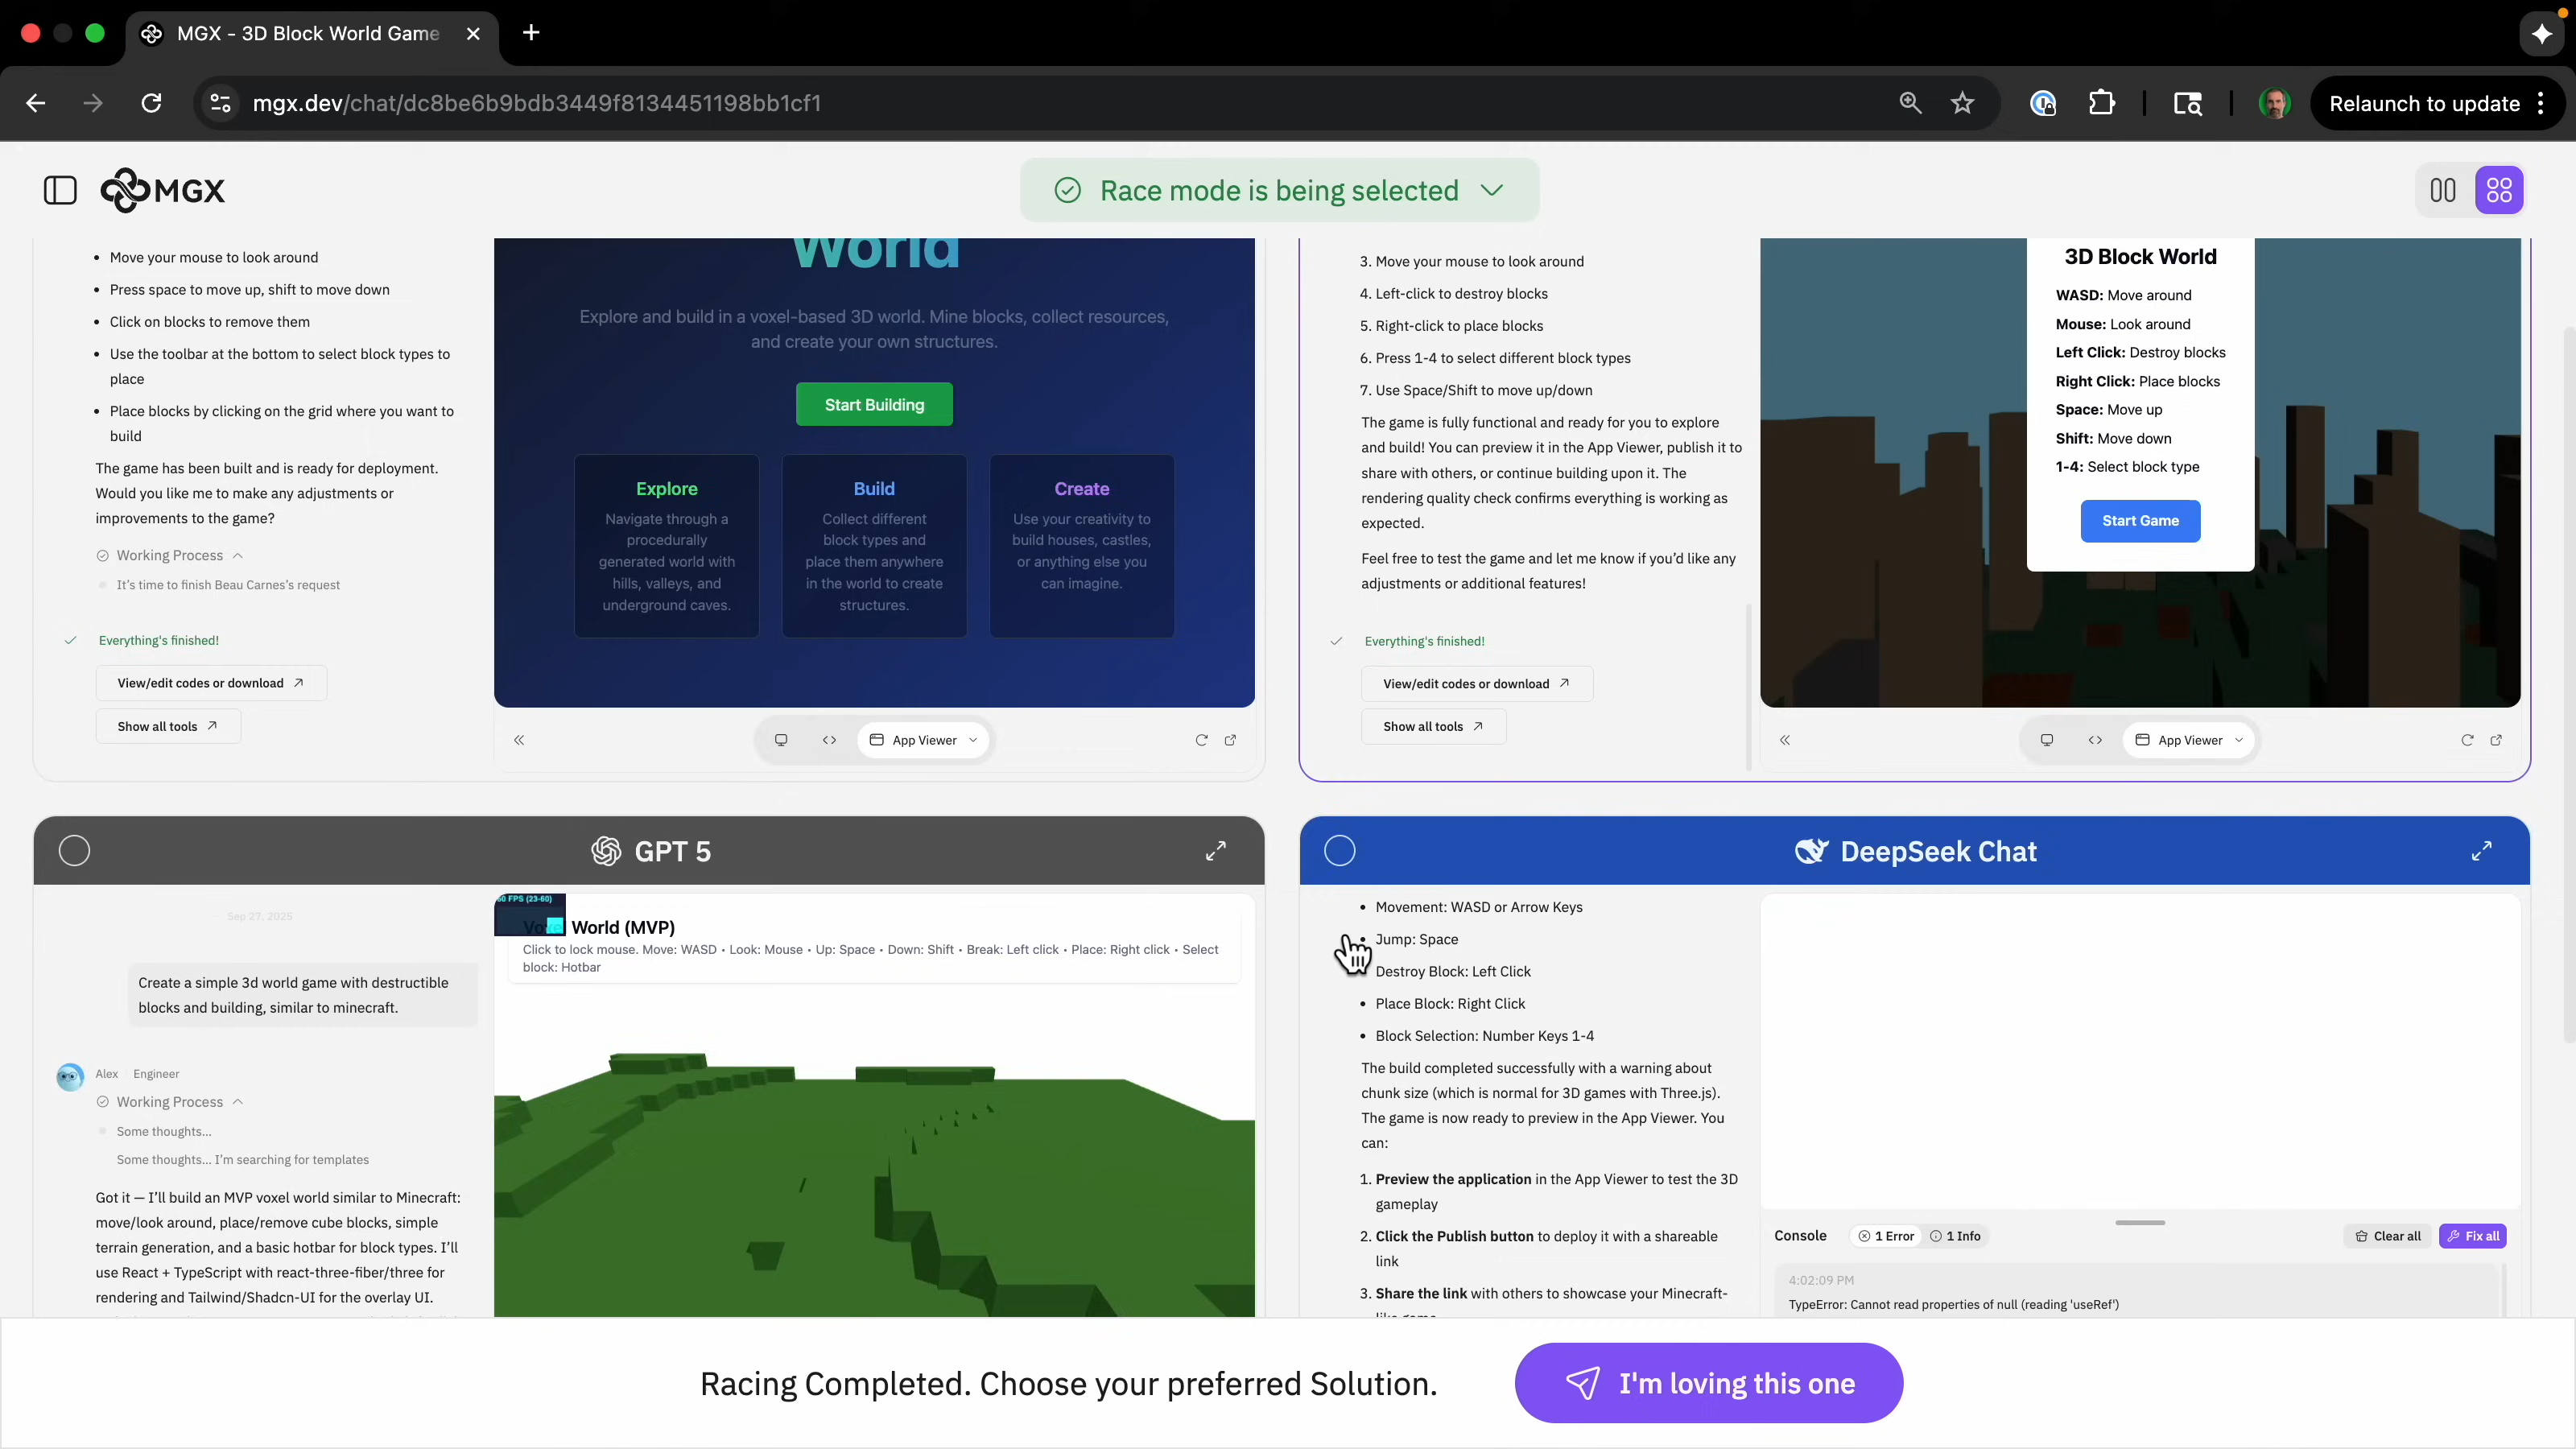 MGX - 3D Block World Game
mgx.dev/chat/dc8be6b9bdb3449f8134451198bb1cf1
Relaunch to update
MGX
Race mode is being selected
Move your mouse to look around
Press space to move up, shift to move down
Click on blocks to remove them
Use the toolbar at the bottom to select block types to
place
Place blocks by clicking on the grid where you want to
build
The game has been built and is ready for deployment.
Would you like me to make any adjustments or
improvements to the game?
Working Process
It's time to finish Beau Carnes's request
Everything's finished!
View/edit codes or download
Show all tools
World
Explore and build in a voxel-based 3D world. Mine blocks, collect resources,
and create your own structures.
Start Building
Explore
Navigate through a
procedurally
generated world with
hills, valleys, and
underground caves.
Build
Collect different
block types and
place them anywhere
in the world to create
structures.
Create
Use your creativity to
build houses, castles,
or anything else you
can imagine.
App Viewer
3. Move your mouse to look around
4. Left-click to destroy blocks
5. Right-click to place blocks
6. Press 1-4 to select different block types
7. Use Space/Shift to move up/down
The game is fully functional and ready for you to explore
and build! You can preview it in the App Viewer, publish it to
share with others, or continue building upon it. The
rendering quality check confirms everything is working as
expected.
Feel free to test the game and let me know if you'd like any
adjustments or additional features!
Everything's finished!
View/edit codes or download
Show all tools
3D Block World
WASD: Move around
Mouse: Look around
Left Click: Destroy blocks
Right Click: Place blocks
Space: Move up
Shift: Move down
1-4: Select block type
Start Game
App Viewer
GPT 5
Sep 27, 2025
Create a simple 3d world game with destructible
blocks and building, similar to minecraft.
Alex Engineer
Working Process
Some thoughts...
Some thoughts... I'm searching for templates
Got it — I'll build an MVP voxel world similar to Minecraft:
move/look around, place/remove cube blocks, simple
terrain generation, and a basic hotbar for block types. I'll
use React + TypeScript with react-three-fiber/three for
rendering and Tailwind/Shadcn-UI for the overlay UI.
60 FPS (23-60)
Voxel World (MVP)
Click to lock mouse. Move: WASD • Look: Mouse • Up: Space • Down: Shift • Break: Left click • Place: Right click • Select
block: Hotbar
DeepSeek Chat
Movement: WASD or Arrow Keys
Jump: Space
Destroy Block: Left Click
Place Block: Right Click
Block Selection: Number Keys 1-4
The build completed successfully with a warning about
chunk size (which is normal for 3D games with Three.js).
The game is now ready to preview in the App Viewer. You
can:
1. Preview the application in the App Viewer to test the 3D
gameplay
2. Click the Publish button to deploy it with a shareable
link
3. Share the link with others to showcase your Minecraft-
like game
Console 1 Error 1 Info Clear all Fix all
4:02:09 PM
TypeError: Cannot read properties of null (reading 'useRef')
Racing Completed. Choose your preferred Solution.
I'm loving this one